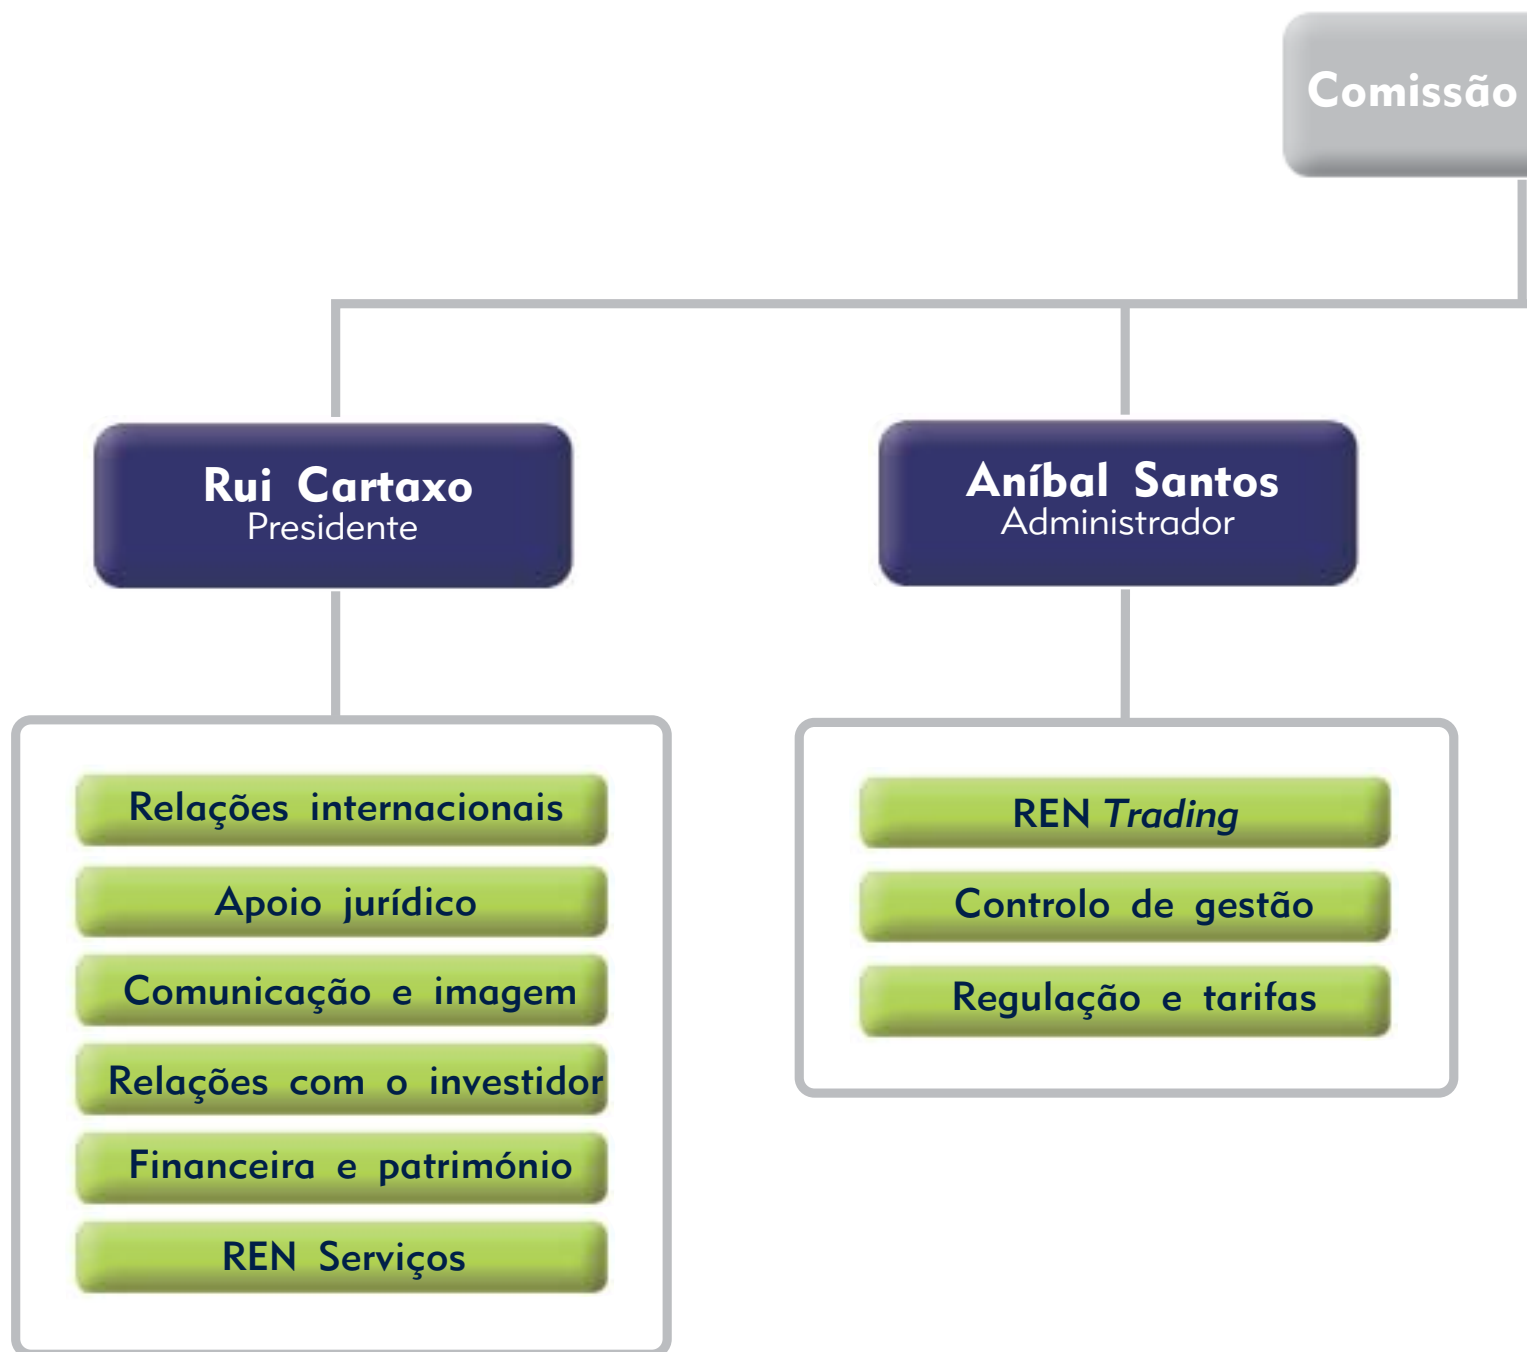 Comissão
Rui Cartaxo
Presidente
Aníbal Santos
Administrador
Relações internacionais
Apoio jurídico
Comunicação e imagem
Relações com o investidor
Financeira e património
REN Serviços
REN Trading
Controlo de gestão
Regulação e tarifas